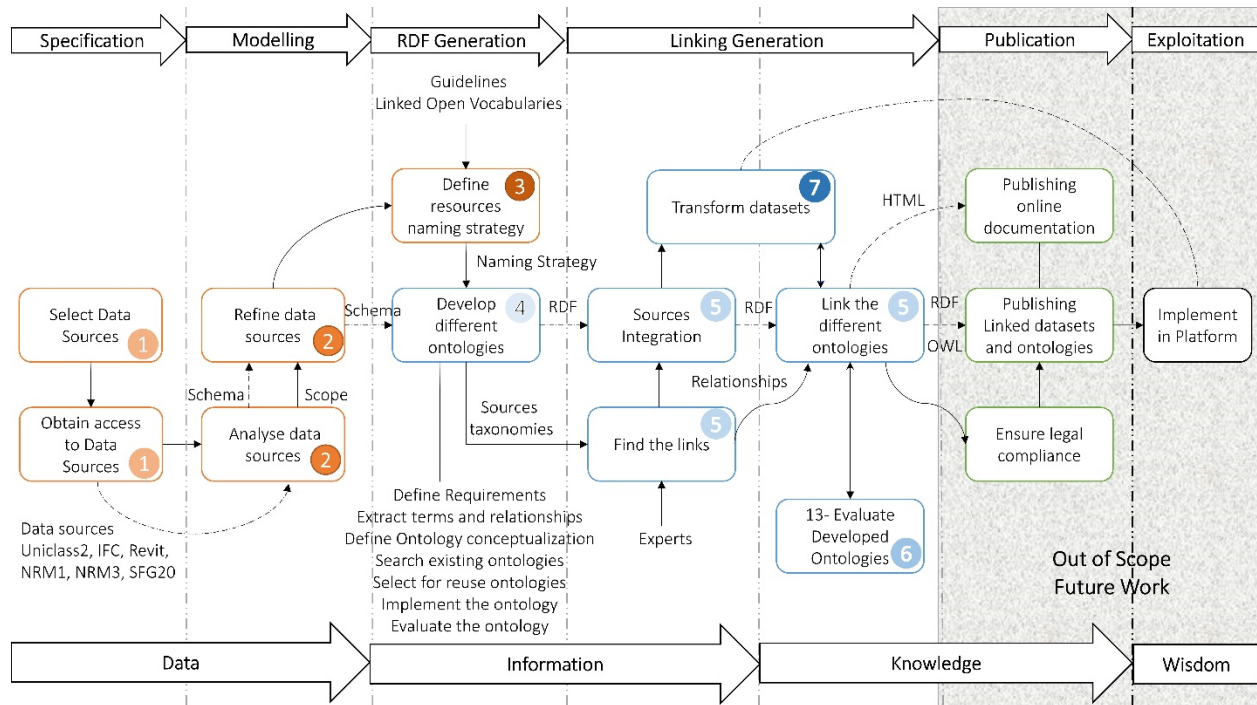 Specification
Modelling
RDF Generation
Linking Generation
Publication
Exploitation
Guidelines
Linked Open Vocabularies
Define
resources
naming strategy
3
Transform datasets
7
HTML
Publishing
online
documentation
Naming Strategy
Select Data
Sources
1
Refine data
sources
2
Schema
Develop
different
ontologies
4
RDF
Sources
Integration
5
RDF
Link the
different
ontologies
5
RDF
OWL
Publishing
Linked datasets
and ontologies
Implement
in Platform
Schema
Scope
Relationships
Obtain access
to Data
Sources
1
Analyse data
sources
2
Sources
taxonomies
Find the links
5
Ensure legal
compliance
Data sources
Uniclass2, IFC, Revit,
NRM1, NRM3, SFG20
Define Requirements
Extract terms and relationships
Define Ontology conceptualization
Search existing ontologies
Select for reuse ontologies
Implement the ontology
Evaluate the ontology
Experts
13- Evaluate
Developed
Ontologies
6
Out of Scope
Future Work
Data
Information
Knowledge
Wisdom